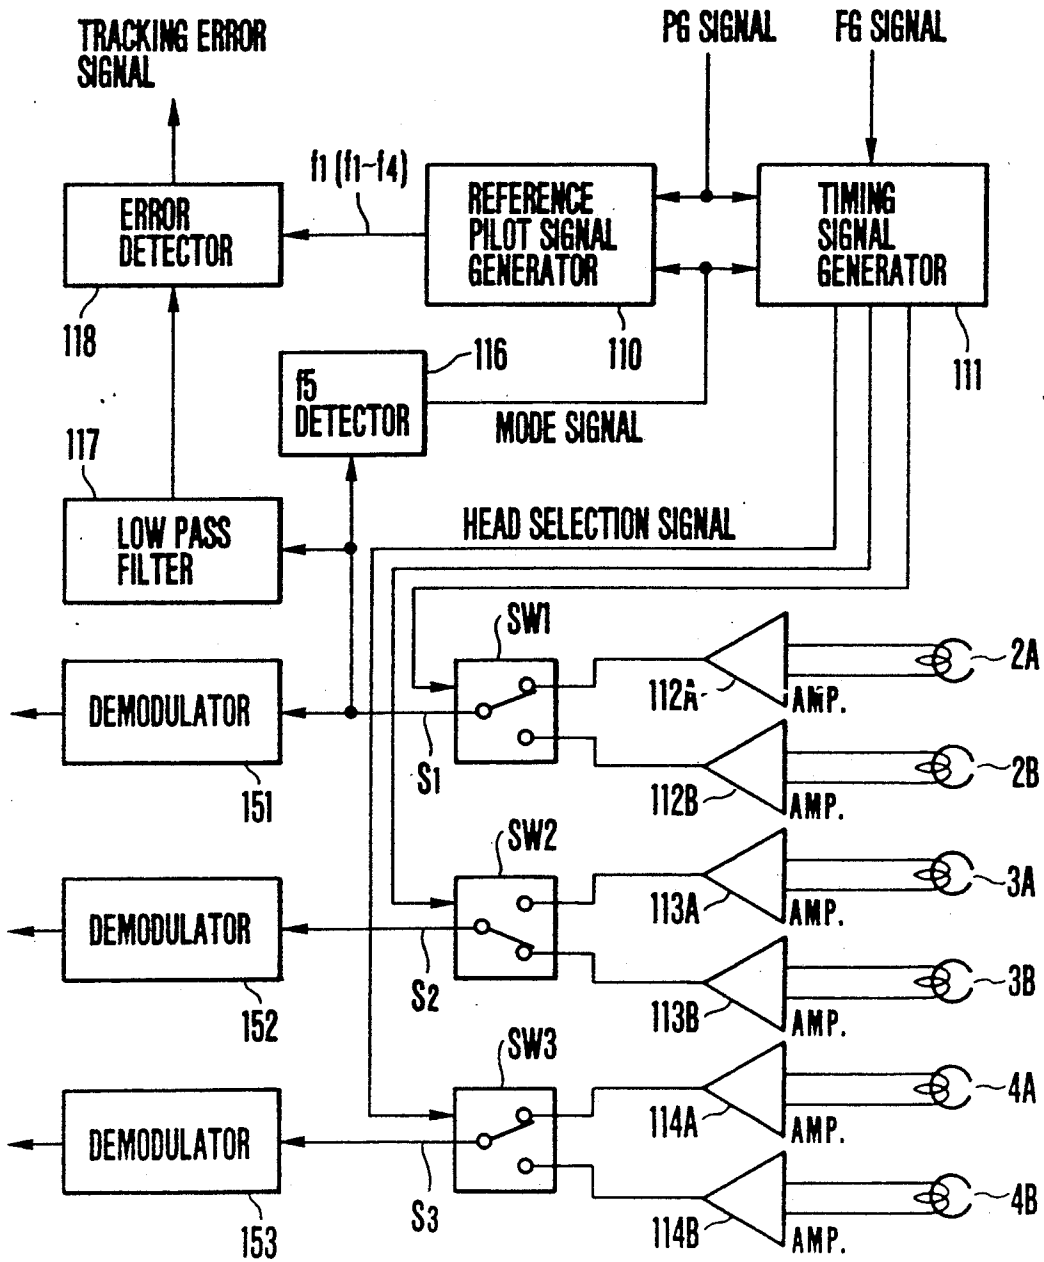 TRACKING ERROR
SIGNAL
PG SIGNAL
FG SIGNAL
f1 (f1~f4)
ERROR
DETECTOR
REFERENCE
PILOT SIGNAL
GENERATOR
TIMING
SIGNAL
GENERATOR
118
110
111
116
f5
DETECTOR
MODE SIGNAL
117
LOW PASS
FILTER
HEAD SELECTION SIGNAL
SW1
112A
AMP.
2A
DEMODULATOR
S1
151
112B
AMP.
2B
SW2
113A
AMP.
3A
DEMODULATOR
S2
152
113B
AMP.
3B
SW3
114A
AMP.
4A
DEMODULATOR
S3
153
114B
AMP.
4B